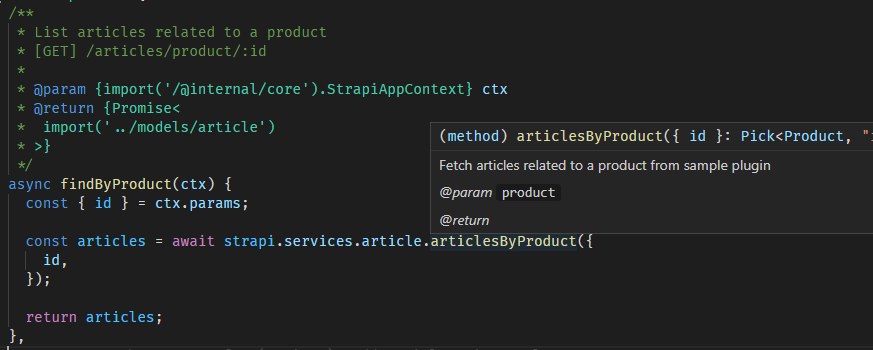 /**
 * List articles related to a product
 * [GET] /articles/product/:id
 *
 * @param {import('/@internal/core').StrapiAppContext} ctx
 * @return {Promise<
 *  import('../models/article')
 * >}
 */
async findByProduct(ctx) {
  const { id } = ctx.params;
  const articles = await strapi.services.article.articlesByProduct({
    id,
  });
  return articles;
},
(method) articlesByProduct({ id }: Pick<Product, "i
Fetch articles related to a product from sample plugin
@param product
@return